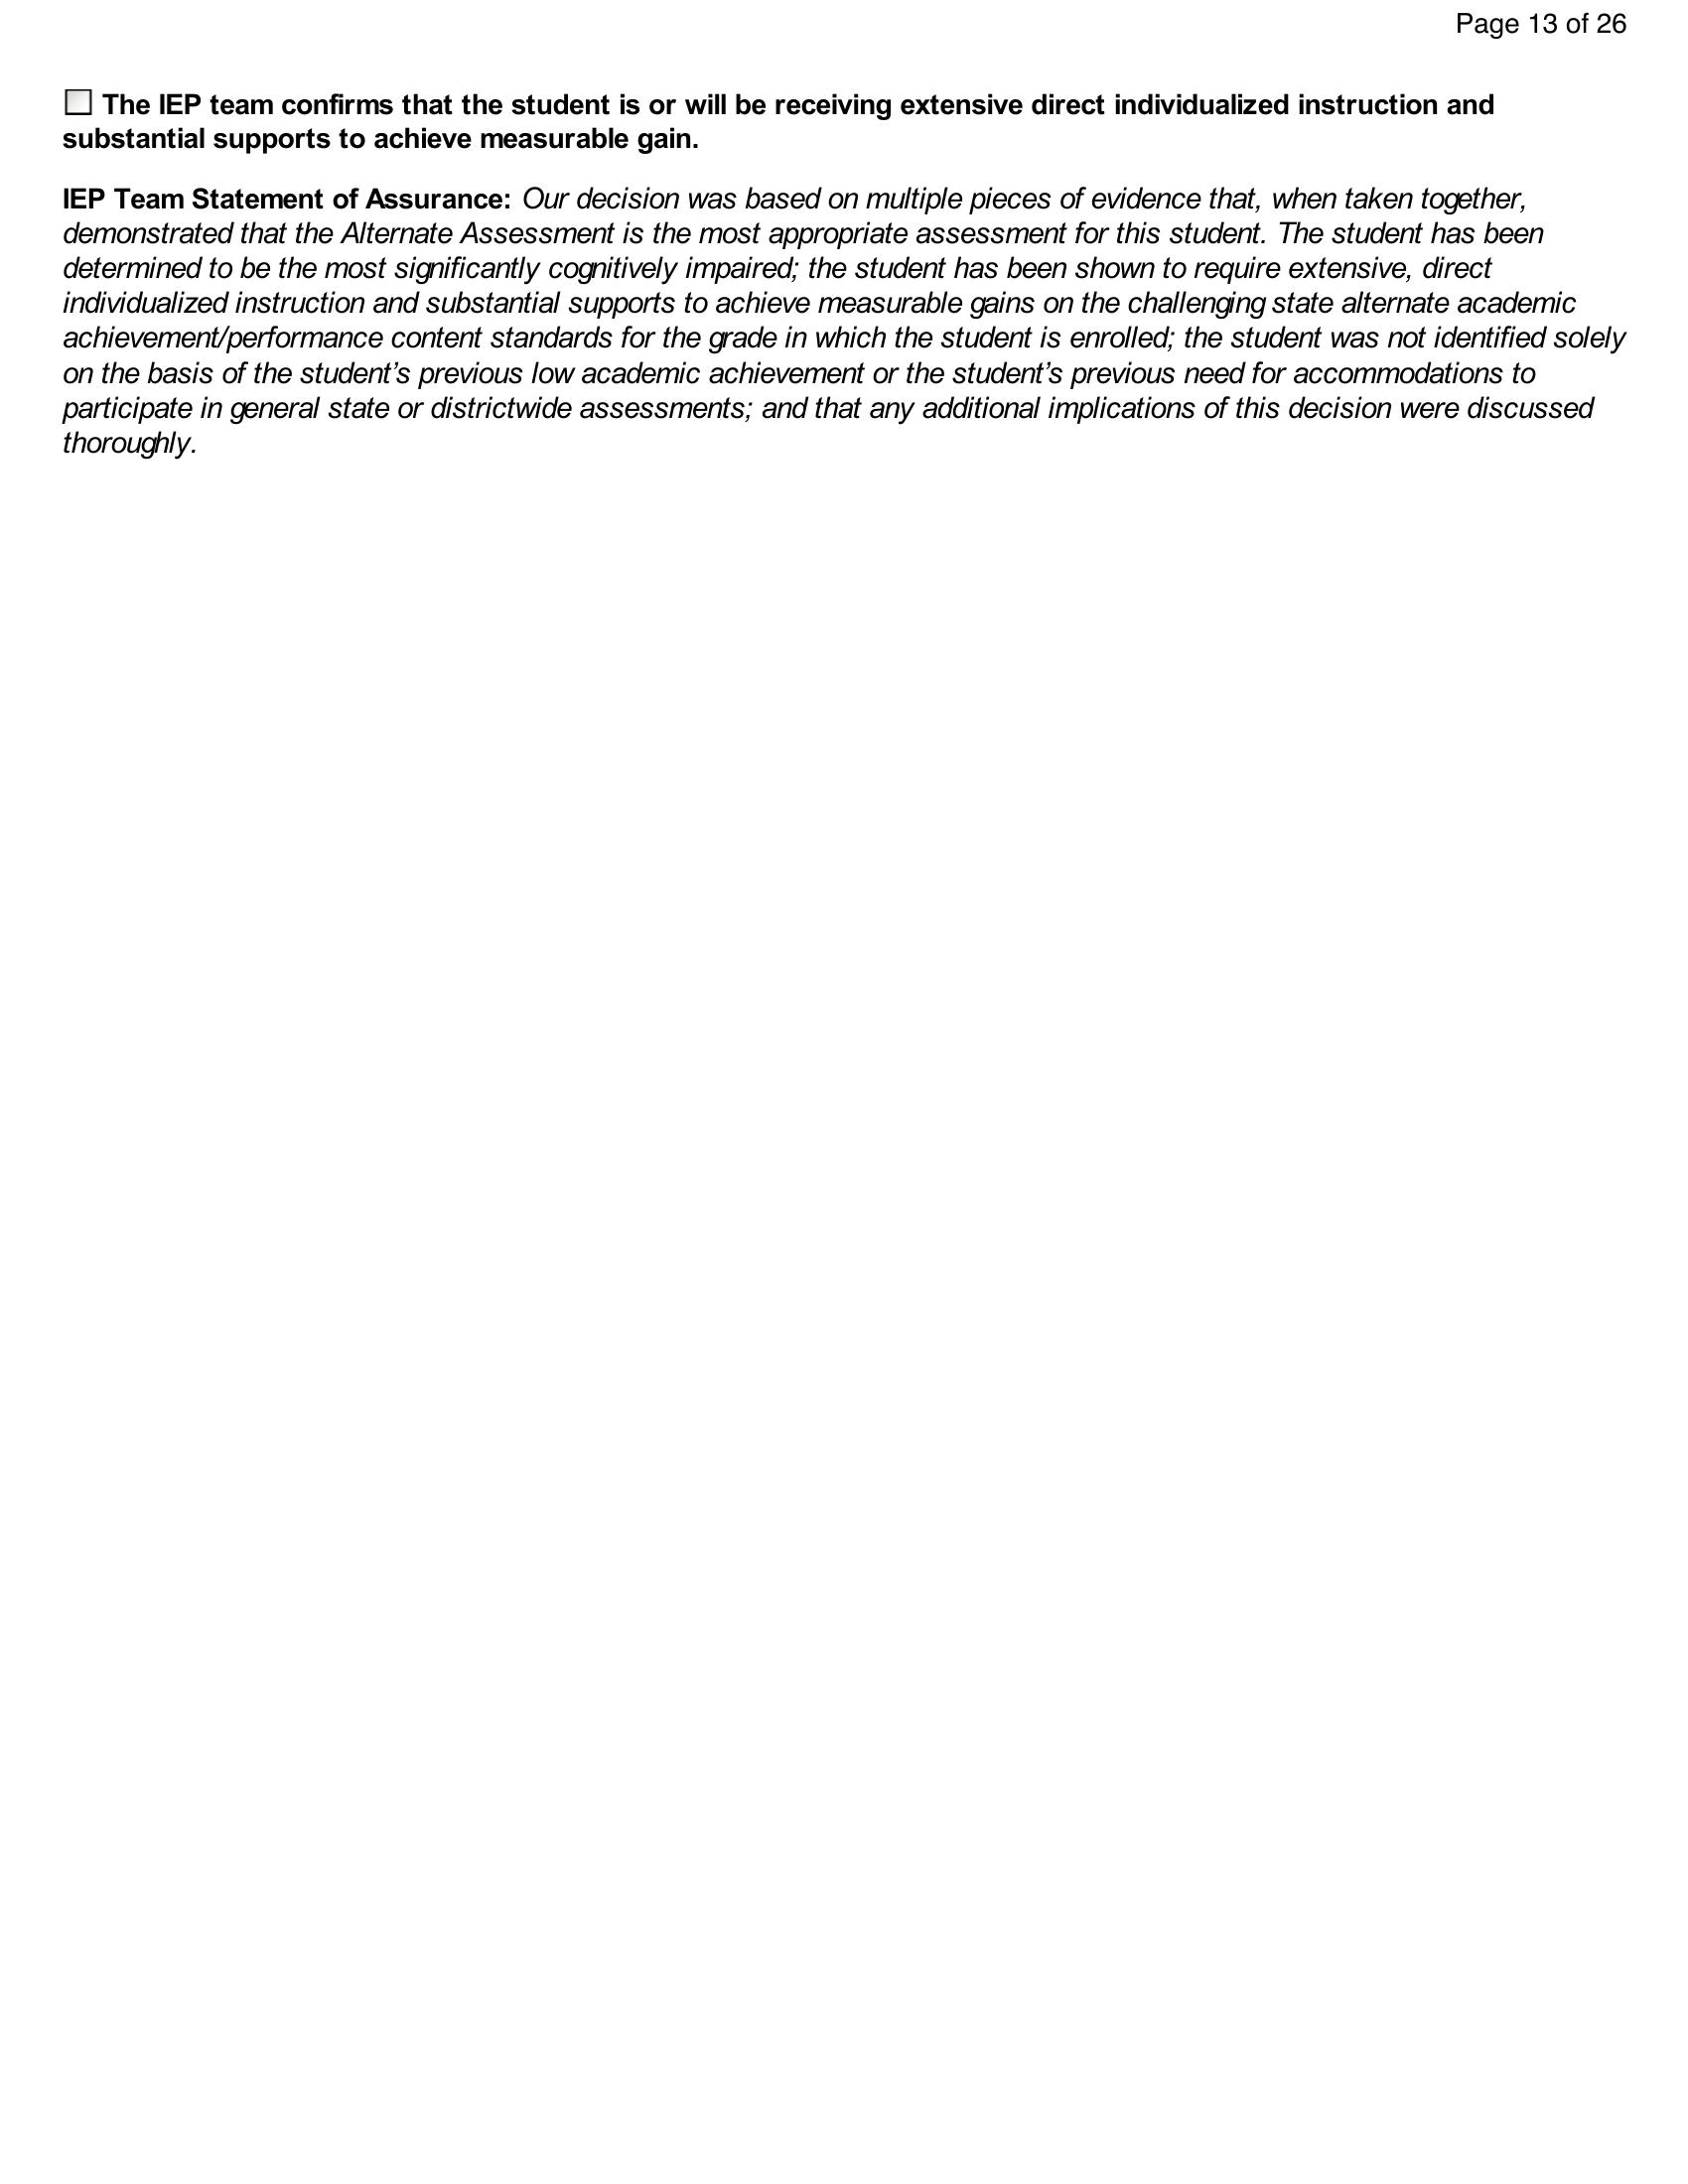 Page 13 of 26
☐ The IEP team confirms that the student is or will be receiving extensive direct individualized instruction and
substantial supports to achieve measurable gain.
IEP Team Statement of Assurance: Our decision was based on multiple pieces of evidence that, when taken together,
demonstrated that the Alternate Assessment is the most appropriate assessment for this student. The student has been
determined to be the most significantly cognitively impaired; the student has been shown to require extensive, direct
individualized instruction and substantial supports to achieve measurable gains on the challenging state alternate academic
achievement/performance content standards for the grade in which the student is enrolled; the student was not identified solely
on the basis of the student’s previous low academic achievement or the student’s previous need for accommodations to
participate in general state or districtwide assessments; and that any additional implications of this decision were discussed
thoroughly.